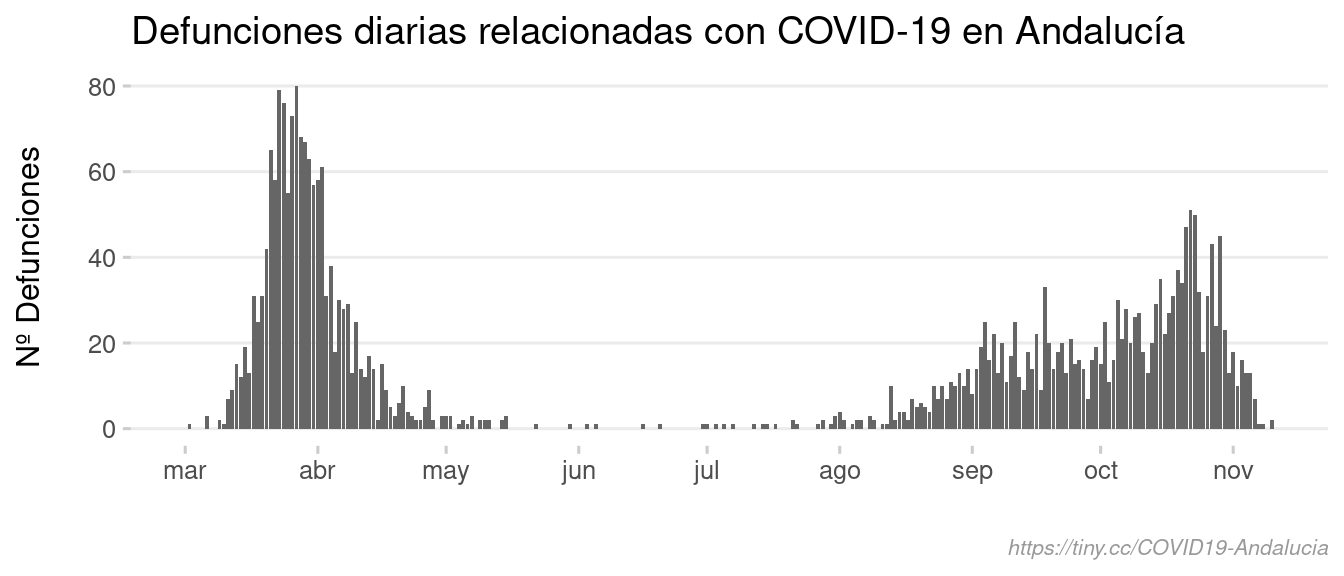 Defunciones diarias relacionadas con COVID-19 en Andalucía
Nº Defunciones
80
60
40
20
0
mar abr may jun jul ago sep oct nov
https://tiny.cc/COVID19-Andalucia